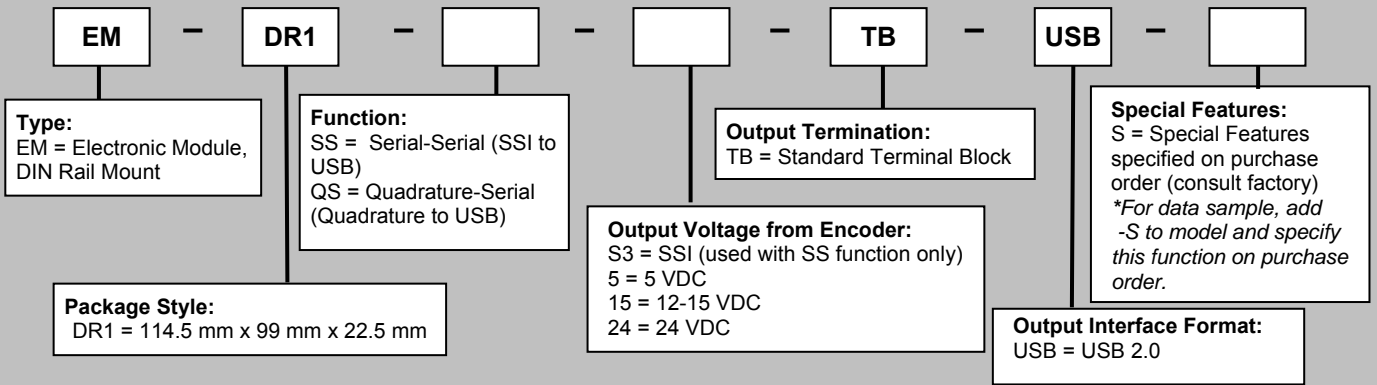 EM – DR1 – – – TB – USB –
Type:
EM = Electronic Module,
DIN Rail Mount
Function:
SS = Serial-Serial (SSI to
USB)
QS = Quadrature-Serial
(Quadrature to USB)
Output Termination:
TB = Standard Terminal Block
Special Features:
S = Special Features
specified on purchase
order (consult factory)
*For data sample, add
-S to model and specify
this function on purchase
order.
Output Voltage from Encoder:
S3 = SSI (used with SS function only)
5 = 5 VDC
15 = 12-15 VDC
24 = 24 VDC
Package Style:
DR1 = 114.5 mm x 99 mm x 22.5 mm
Output Interface Format:
USB = USB 2.0